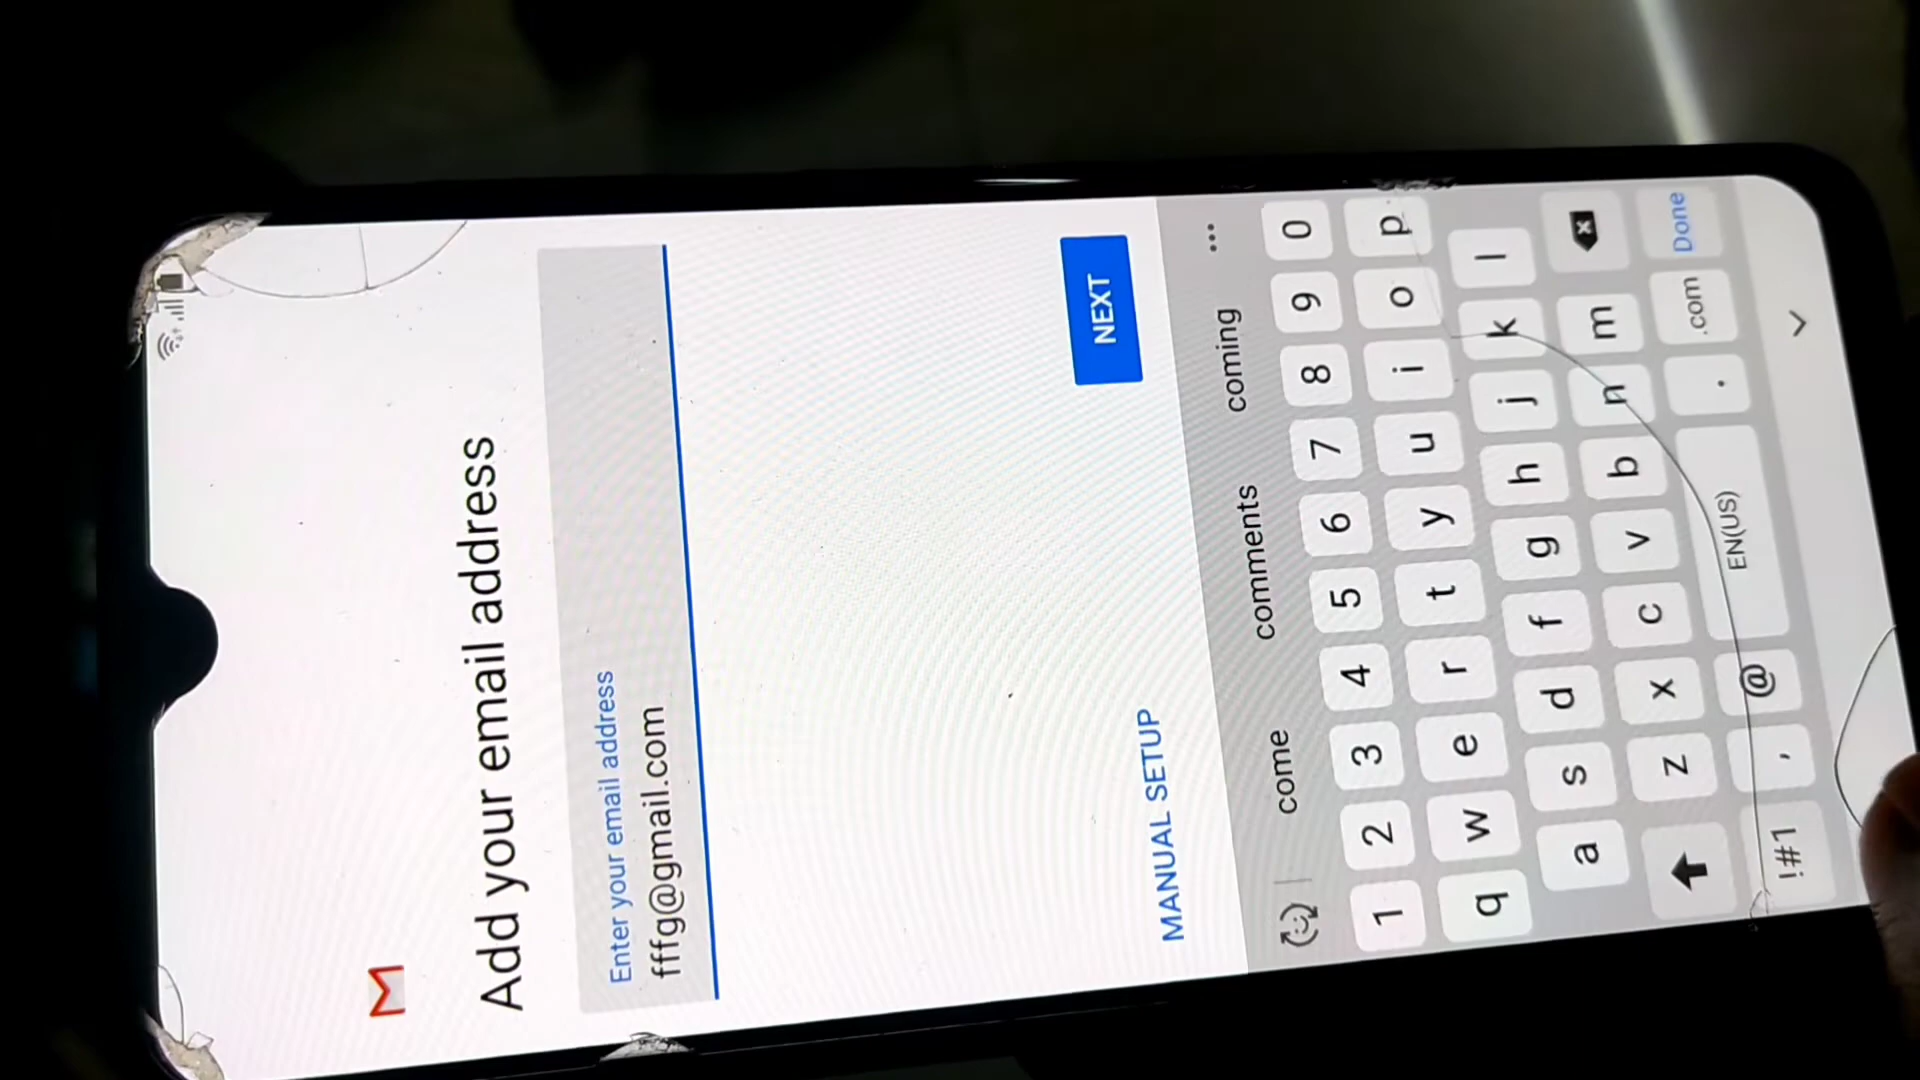 Add your email address
Enter your email address
fffg@gmail.com
MANUAL SETUP
NEXT
come comments coming ...
1 2 3 4 5 6 7 8 9 0
q w e r t y u i o p
a s d f g h j k l
z x c v b n m
!#1 , @ EN(US) . .com Done